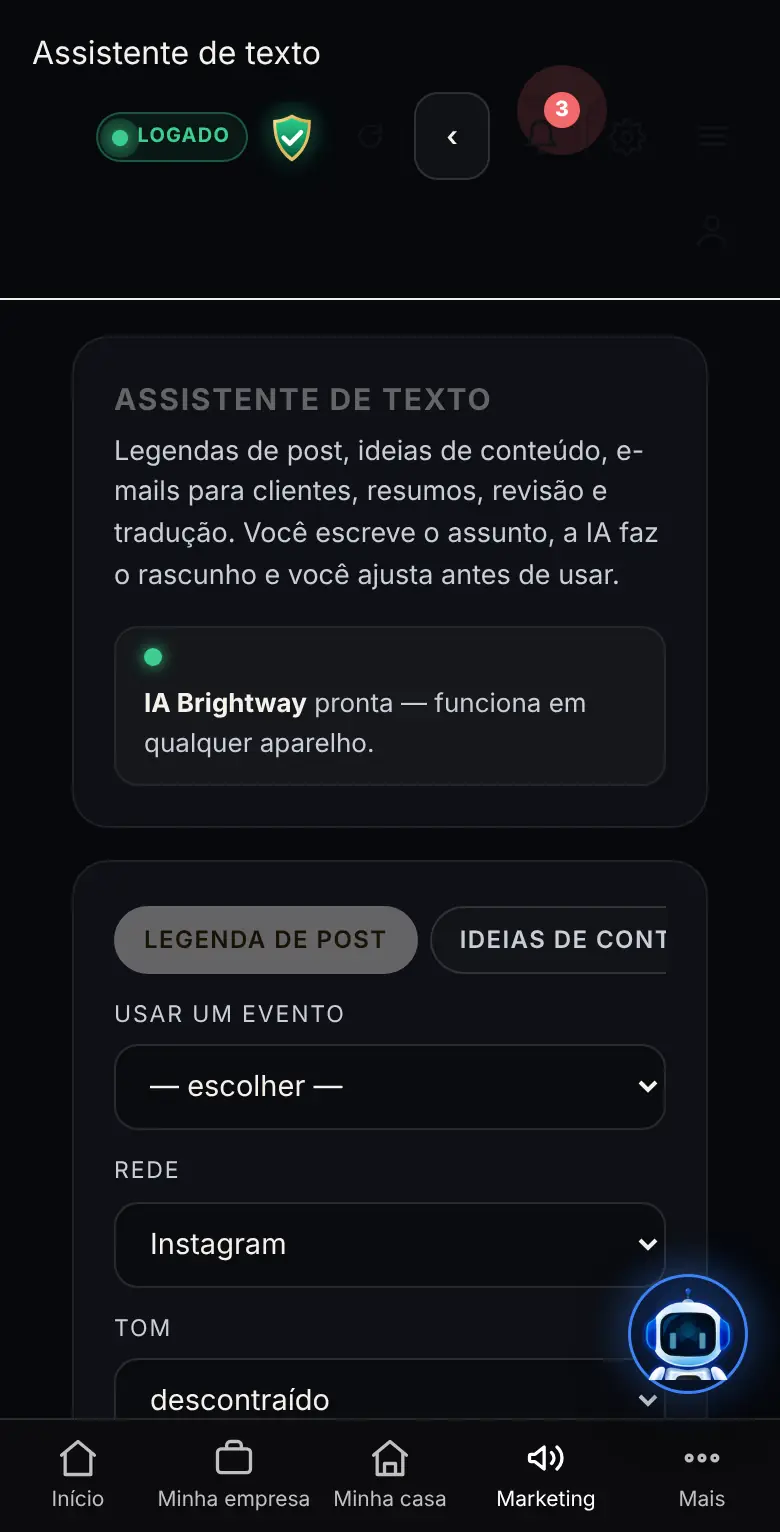 Assistente de texto
LOGADO
‹
3
ASSISTENTE DE TEXTO
Legendas de post, ideias de conteúdo, e-
mails para clientes, resumos, revisão e
tradução. Você escreve o assunto, a IA faz
o rascunho e você ajusta antes de usar.
IA Brightway pronta — funciona em
qualquer aparelho.
LEGENDA DE POST
IDEIAS DE CONT
USAR UM EVENTO
— escolher —
REDE
Instagram
TOM
descontraído
Início
Minha empresa
Minha casa
Marketing
Mais